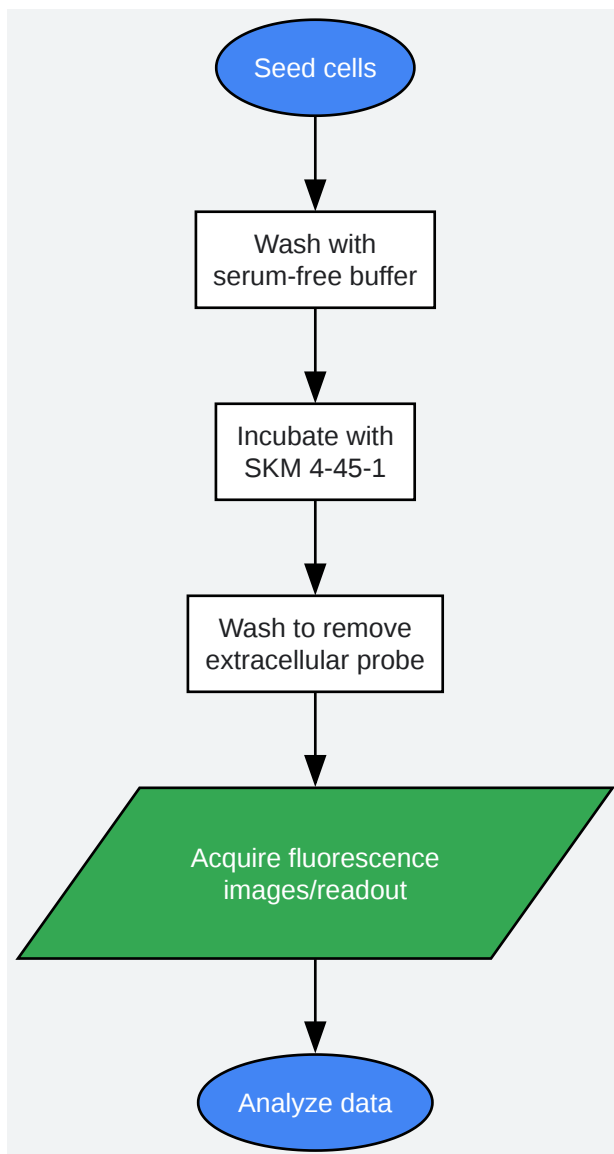 Seed cells
Wash with
serum-free buffer
Incubate with
SKM 4-45-1
Wash to remove
extracellular probe
Acquire fluorescence
images/readout
Analyze data